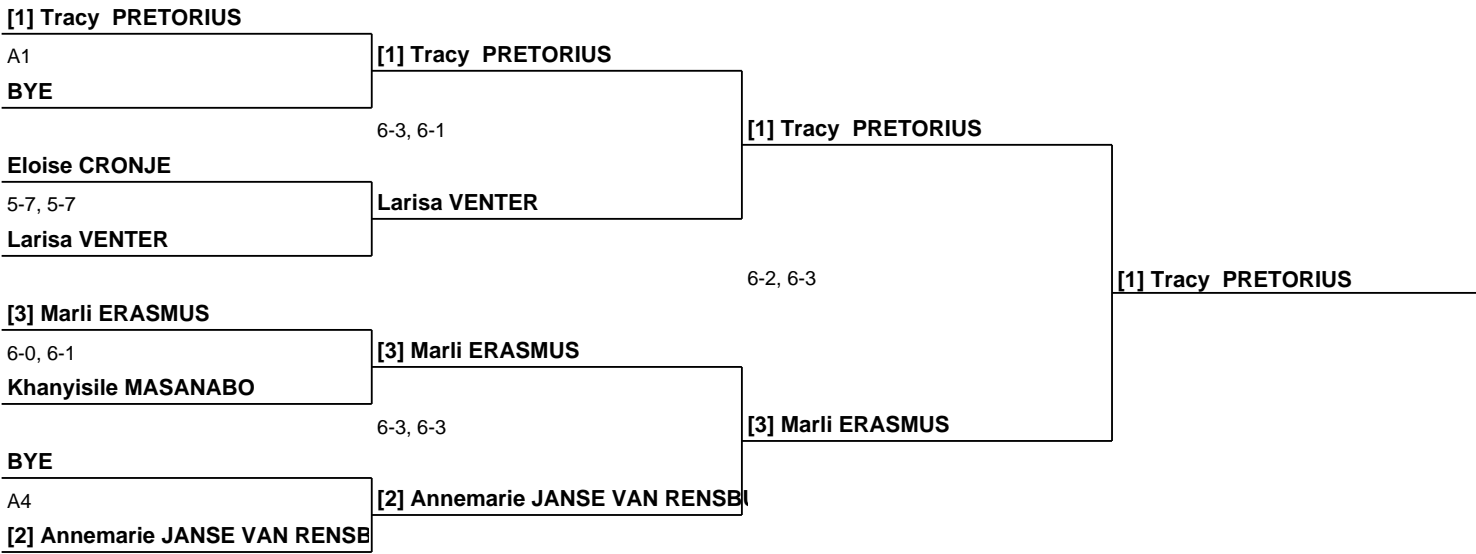 [1] Tracy PRETORIUS
A1
BYE
Eloise CRONJE
5-7, 5-7
Larisa VENTER
[3] Marli ERASMUS
6-0, 6-1
Khanyisile MASANABO
BYE
A4
[2] Annemarie JANSE VAN RENSB
[1] Tracy PRETORIUS
6-3, 6-1
Larisa VENTER
[3] Marli ERASMUS
6-3, 6-3
[2] Annemarie JANSE VAN RENSBU
[1] Tracy PRETORIUS
6-2, 6-3
[3] Marli ERASMUS
[1] Tracy PRETORIUS